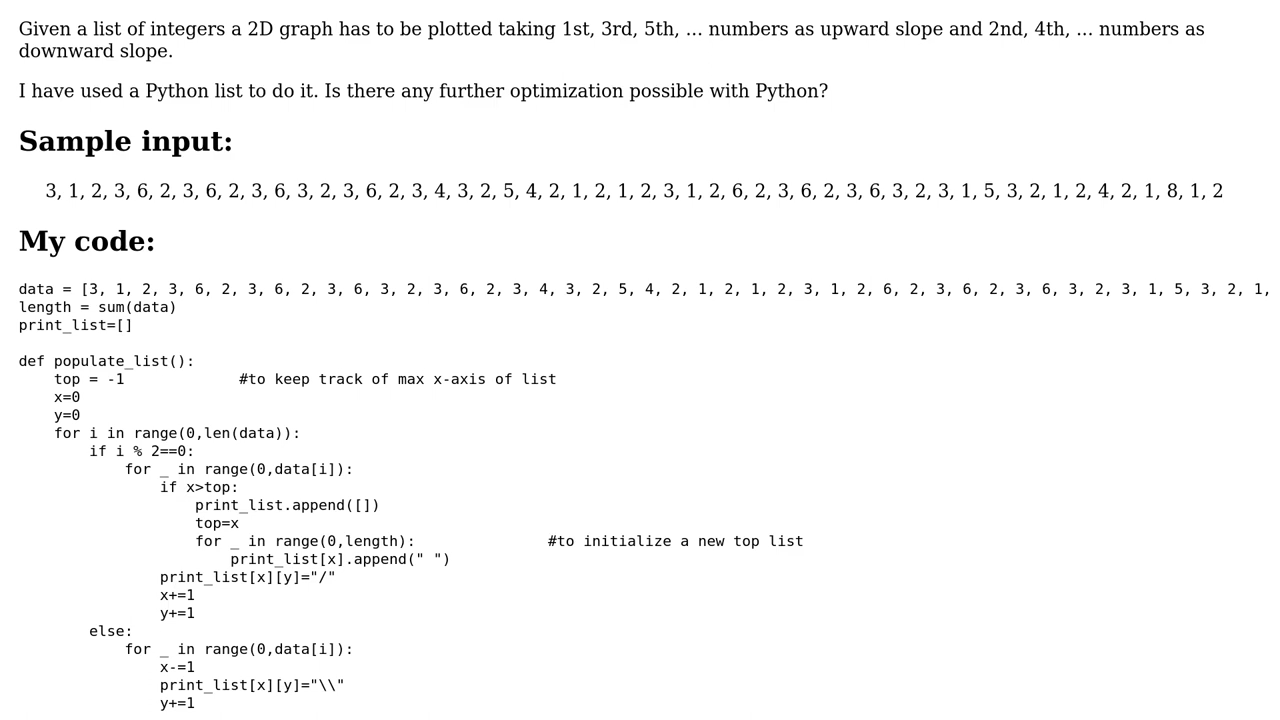 Given a list of integers a 2D graph has to be plotted taking 1st, 3rd, 5th, ... numbers as upward slope and 2nd, 4th, ... numbers as
downward slope.
I have used a Python list to do it. Is there any further optimization possible with Python?
Sample input:
3, 1, 2, 3, 6, 2, 3, 6, 2, 3, 6, 3, 2, 3, 6, 2, 3, 4, 3, 2, 5, 4, 2, 1, 2, 1, 2, 3, 1, 2, 6, 2, 3, 6, 2, 3, 6, 3, 2, 3, 1, 5, 3, 2, 1, 2, 4, 2, 1, 8, 1, 2
My code:
data = [3, 1, 2, 3, 6, 2, 3, 6, 2, 3, 6, 3, 2, 3, 6, 2, 3, 4, 3, 2, 5, 4, 2, 1, 2, 1, 2, 3, 1, 2, 6, 2, 3, 6, 2, 3, 6, 3, 2, 3, 1, 5, 3, 2, 1,
length = sum(data)
print_list=[]
def populate_list():
    top = -1             #to keep track of max x-axis of list
    x=0
    y=0
    for i in range(0,len(data)):
        if i % 2==0:
            for _ in range(0,data[i]):
                if x>top:
                    print_list.append([])
                    top=x
                    for _ in range(0,length):               #to initialize a new top list
                        print_list[x].append(" ")
                print_list[x][y]="/"
                x+=1
                y+=1
        else:
            for _ in range(0,data[i]):
                x-=1
                print_list[x][y]="\\"
                y+=1